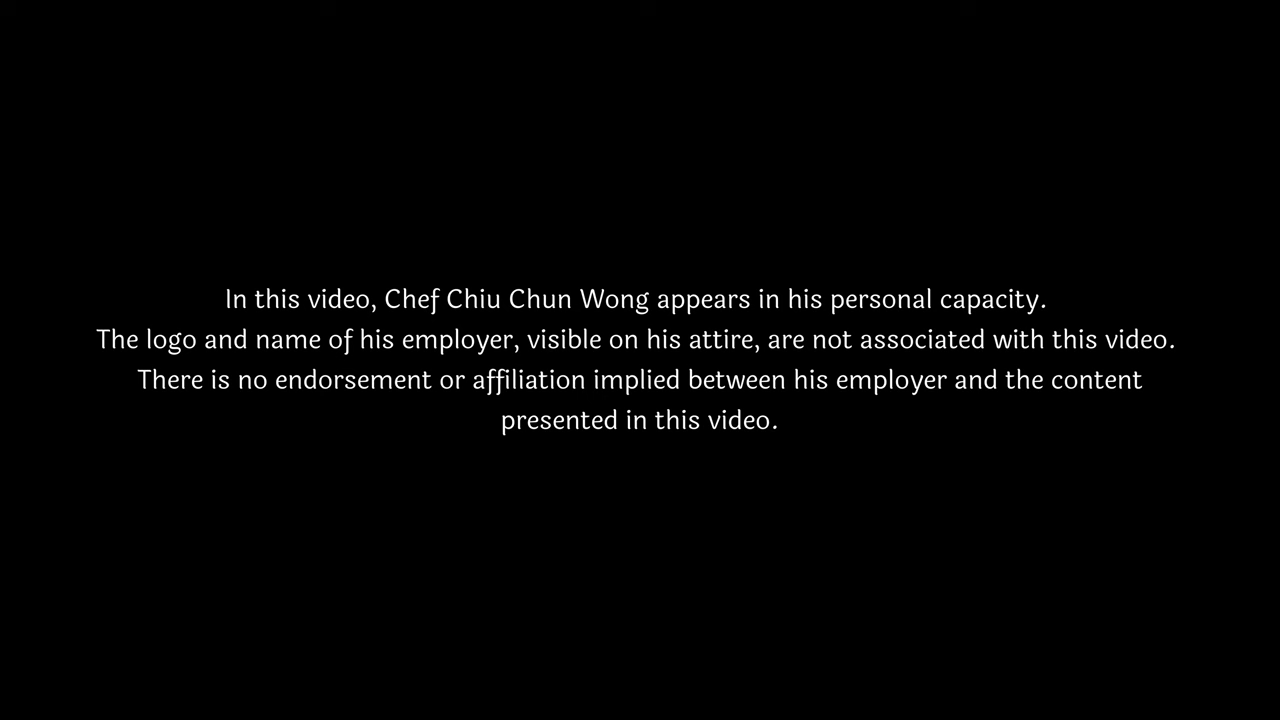 In this video, Chef Chiu Chun Wong appears in his personal capacity.
The logo and name of his employer, visible on his attire, are not associated with this video.
There is no endorsement or affiliation implied between his employer and the content
presented in this video.